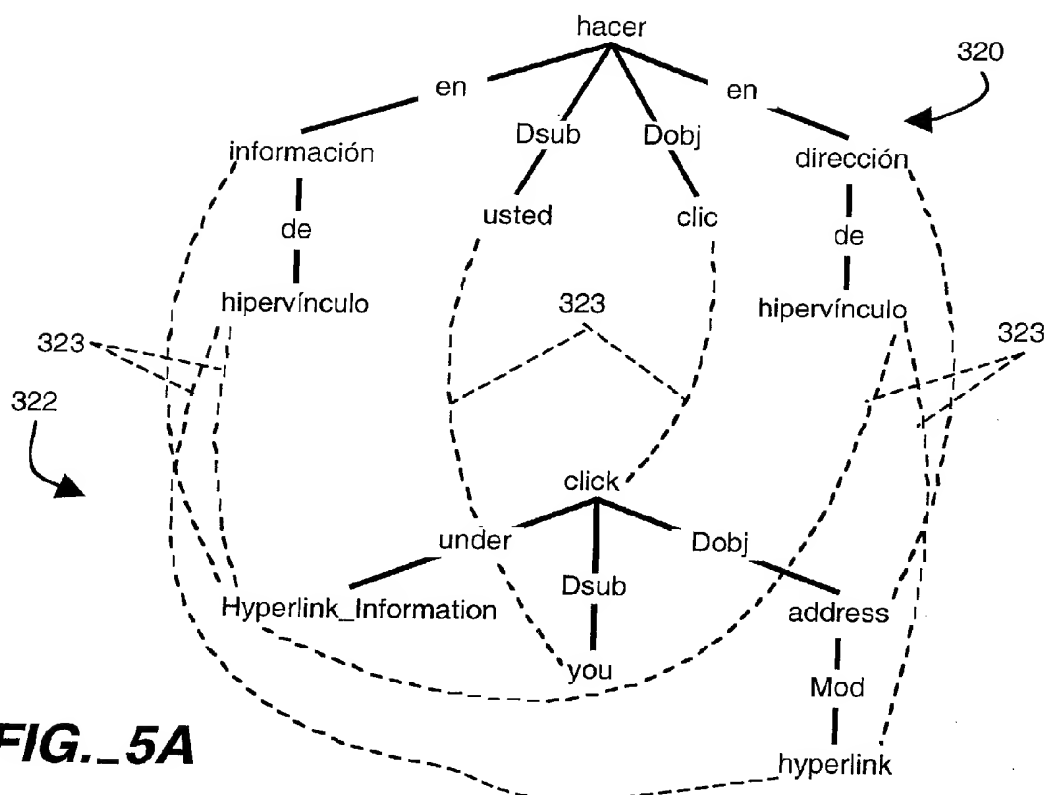 hacer
320
en
en
Dsub
Dobj
información
dirección
usted
clic
de
de
hipervínculo
323
hipervínculo
323
323
322
click
under
Dobj
Dsub
Hyperlink_Information
address
you
Mod
FIG._5A
hyperlink